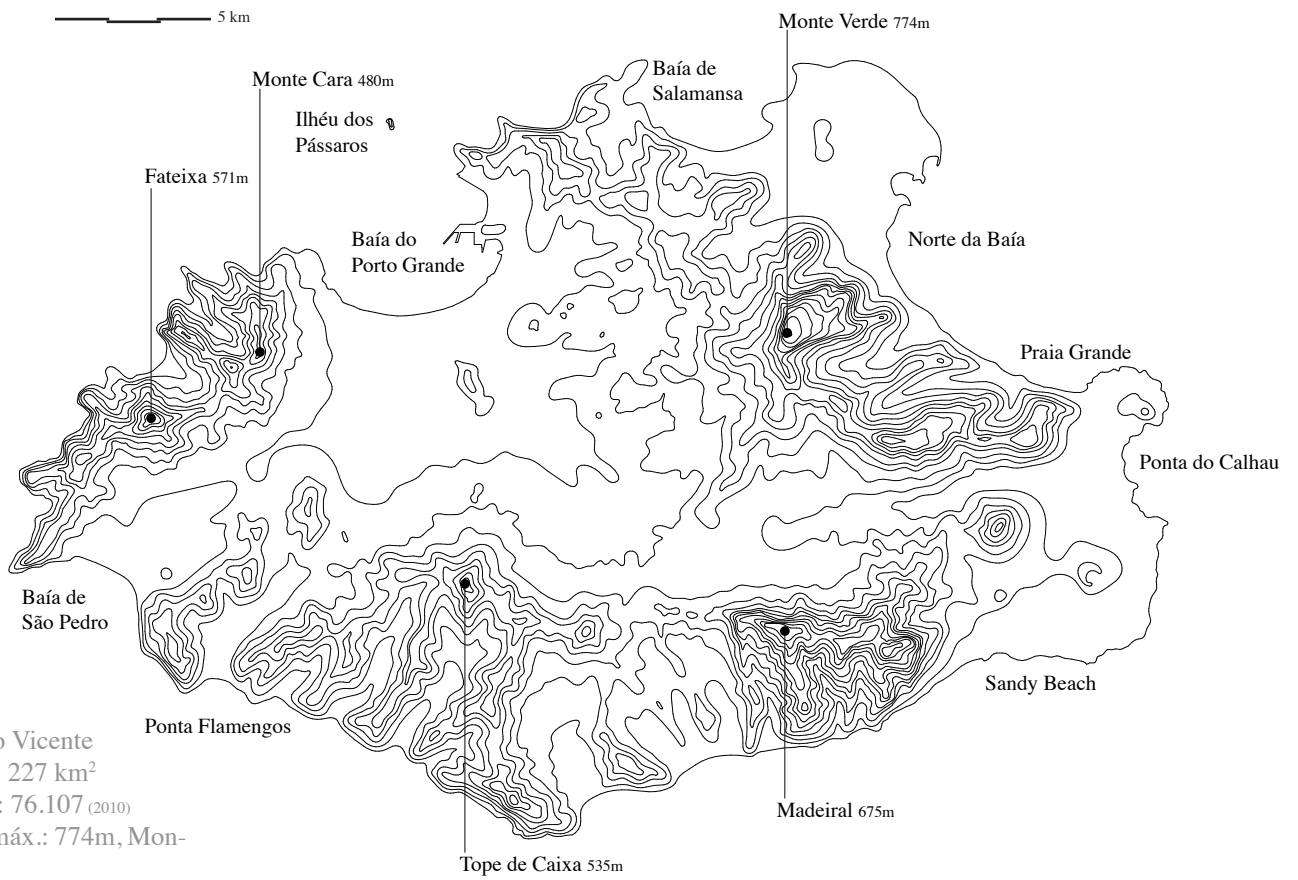 5 km
Monte Verde 774m
Baía de
Salamansa
Monte Cara 480m
Ilhéu dos
Pássaros
Fateixa 571m
Baía do
Porto Grande
Norte da Baía
Praia Grande
Ponta do Calhau
Baía de
São Pedro
Sandy Beach
Ponta Flamengos
Vicente
227 km²
: 76.107 (2010)
máx.: 774m, Mon-
Madeiral 675m
Tope de Caixa 535m